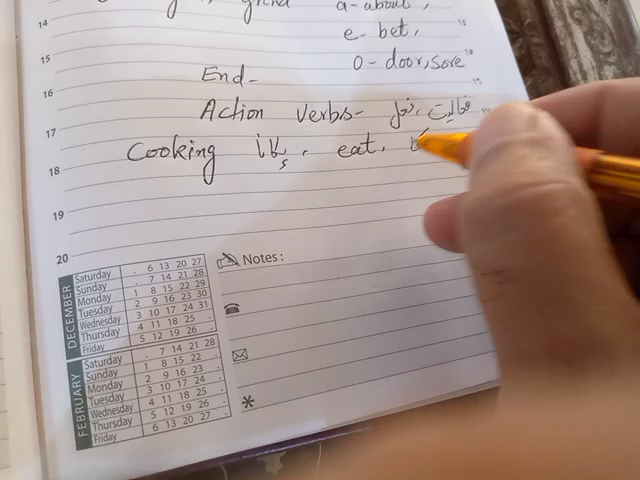 14 grind a - about,
15 e - bet,
o - door, sore
16 End -
17 Action verbs -
18 Cooking eat,
19
20
Notes:
DECEMBER
Saturday . 6 13 20 27
Sunday . 7 14 21 28
Monday 1 8 15 22 29
Tuesday 2 9 16 23 30
Wednesday 3 10 17 24 31
Thursday 4 11 18 25 .
Friday 5 12 19 26 .
FEBRUARY
Saturday . 7 14 21 28
Sunday 1 8 15 22 .
Monday 2 9 16 23 .
Tuesday 3 10 17 24 .
Wednesday 4 11 18 25 .
Thursday 5 12 19 26 .
Friday 6 13 20 27 .